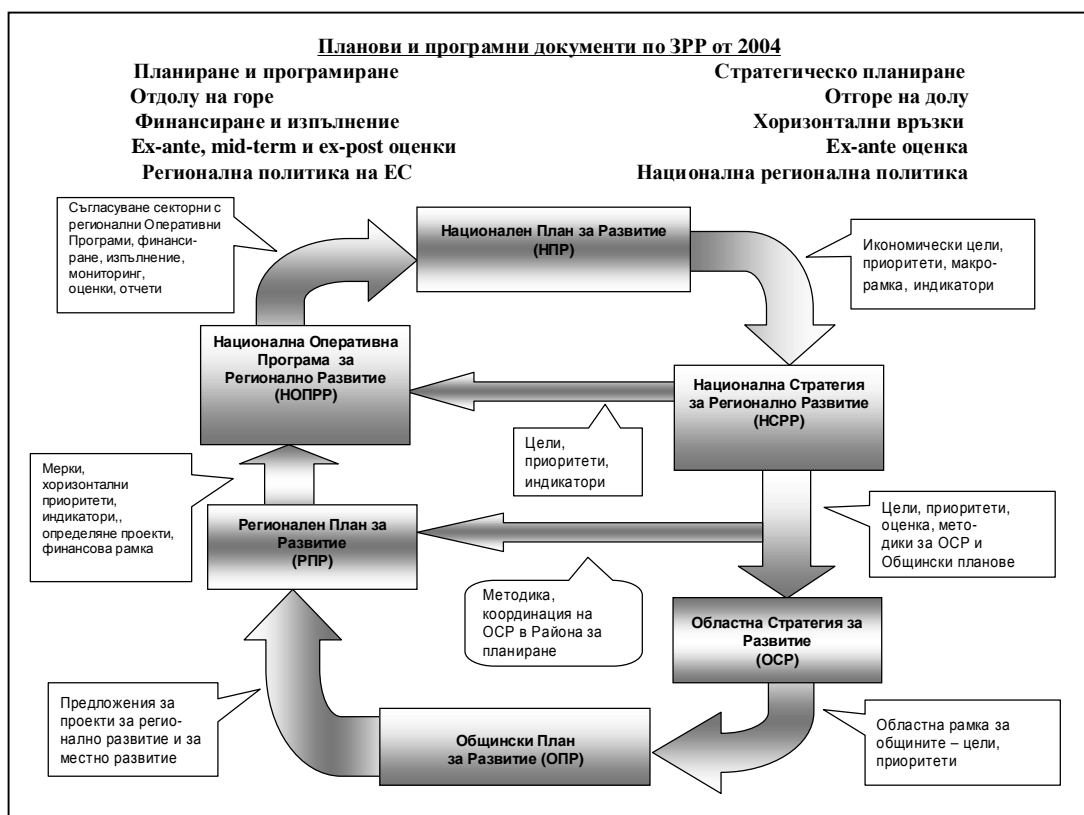 Планови и програмни документи по ЗРР от 2004
Планиране и програмиране
Отдолу на горе
Финансиране и изпълнение
Ex-ante, mid-term и ex-post оценки
Регионална политика на ЕС
Стратегическо планиране
Отгоре на долу
Хоризонтални връзки
Ex-ante оценка
Национална регионална политика
Съгласуване секторни с
регионални Оперативни
Програми, финанси-
ране, изпълнение,
мониторинг,
оценки, отчети
Национален План за Развитие
(НПР)
Икономически цели,
приоритети, макро-
рамка, индикатори
Национална Оперативна
Програма за
Регионално Развитие
(НОПРР)
Национална Стратегия
за Регионално Развитие
(НСРР)
Цели,
приоритети,
индикатори
Мерки,
хоризонтални
приоритети,
индикатори,,
определяне проекти,
финансова рамка
Регионален План за
Развитие
(РПР)
Цели, приоритети,
оценка, мето-
дики за ОСР и
Общински планове
Методика,
координация на
ОСР в Района за
планиране
Областна Стратегия за
Развитие
(ОСР)
Предложения за
проекти за регио-
нално развитие и за
местно развитие
Общински План
за Развитие (ОПР)
Областна рамка за
общините – цели,
приоритети